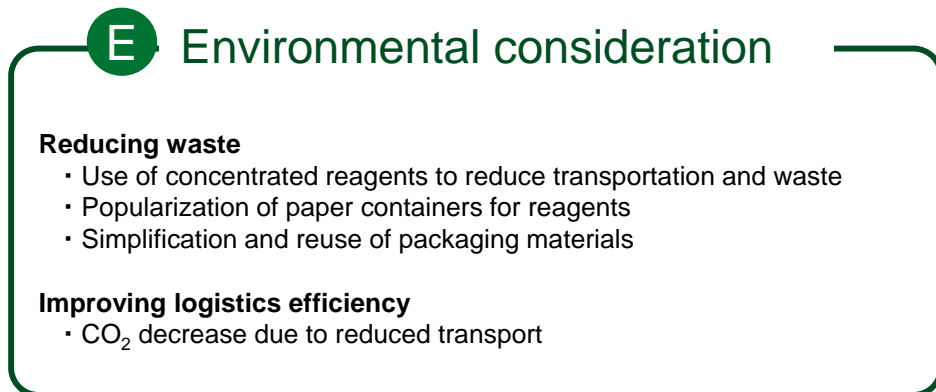 E Environmental consideration
Reducing waste
・Use of concentrated reagents to reduce transportation and waste
・Popularization of paper containers for reagents
・Simplification and reuse of packaging materials
Improving logistics efficiency
・CO₂ decrease due to reduced transport